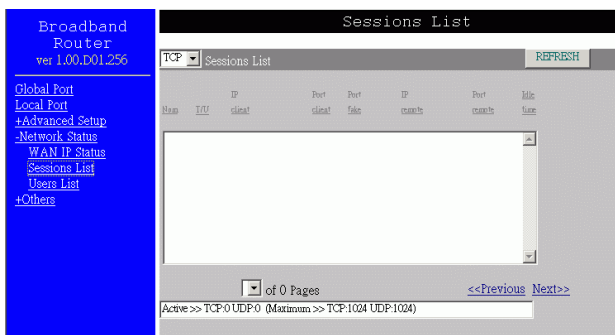 Broadband
Router
ver 1.00.D01.256
Global Port
Local Port
+Advanced Setup
-Network Status
WAN IP Status
Sessions List
Users List
+Others
Sessions List
TCP Sessions List REFRESH
IP Port Port IP Port Idle
Num T/U client client fake remote remote time
of 0 Pages <<Previous Next>>
Active >> TCP:0 UDP:0 (Maximum >> TCP:1024 UDP:1024)